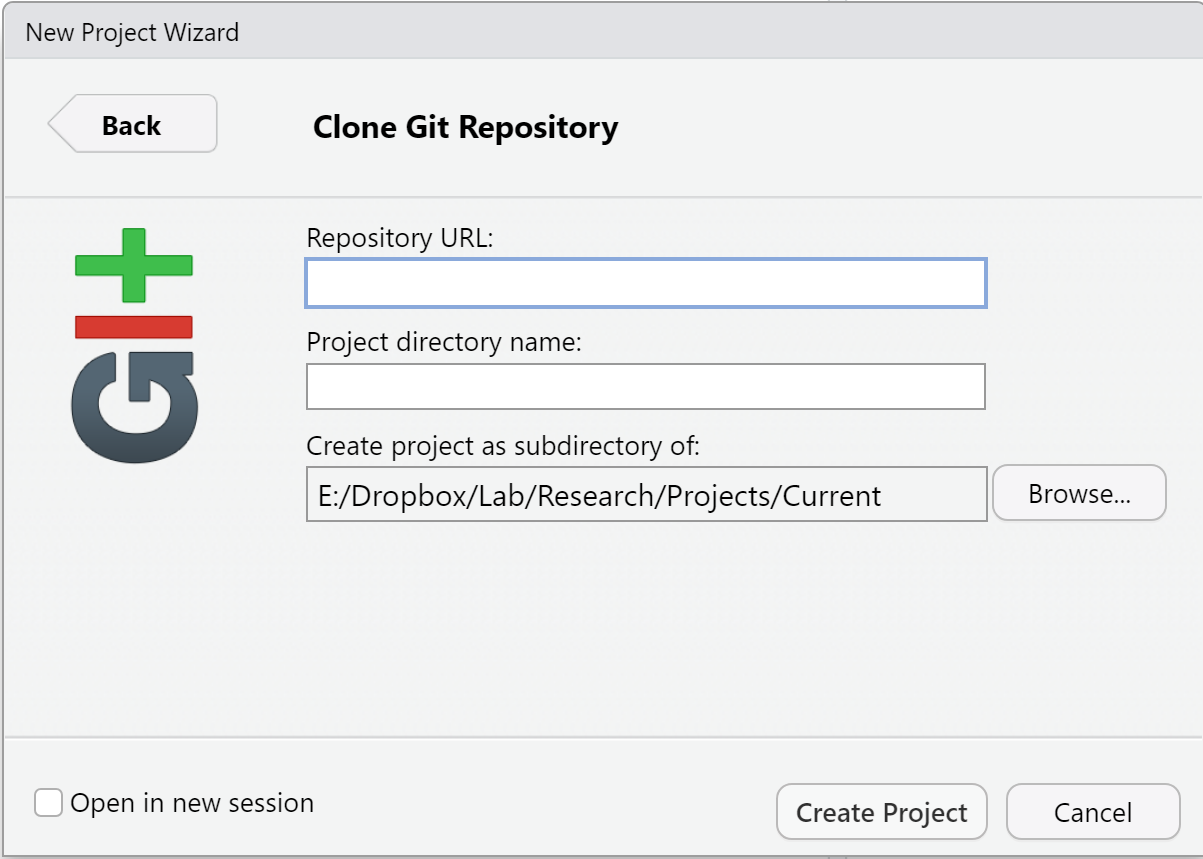 New Project Wizard
Back
Clone Git Repository
GIT
Repository URL:
Project directory name:
Create project as subdirectory of:
E:/Dropbox/Lab/Research/Projects/Current
Browse...
Open in new session
Create Project
Cancel